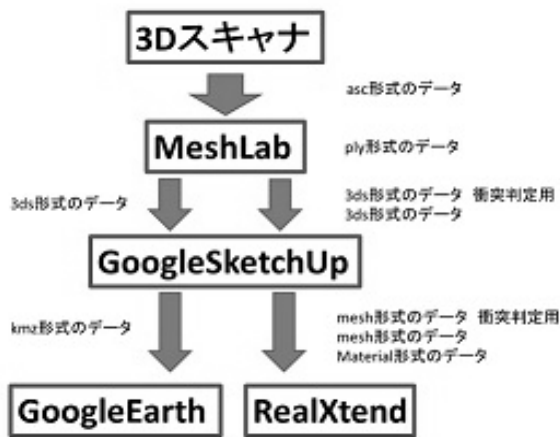 3Dスキャナ
asc形式のデータ
MeshLab
ply形式のデータ
3ds形式のデータ
3ds形式のデータ 衝突判定用
3ds形式のデータ
GoogleSketchUp
kmz形式のデータ
mesh形式のデータ 衝突判定用
mesh形式のデータ
Material形式のデータ
GoogleEarth
RealXtend